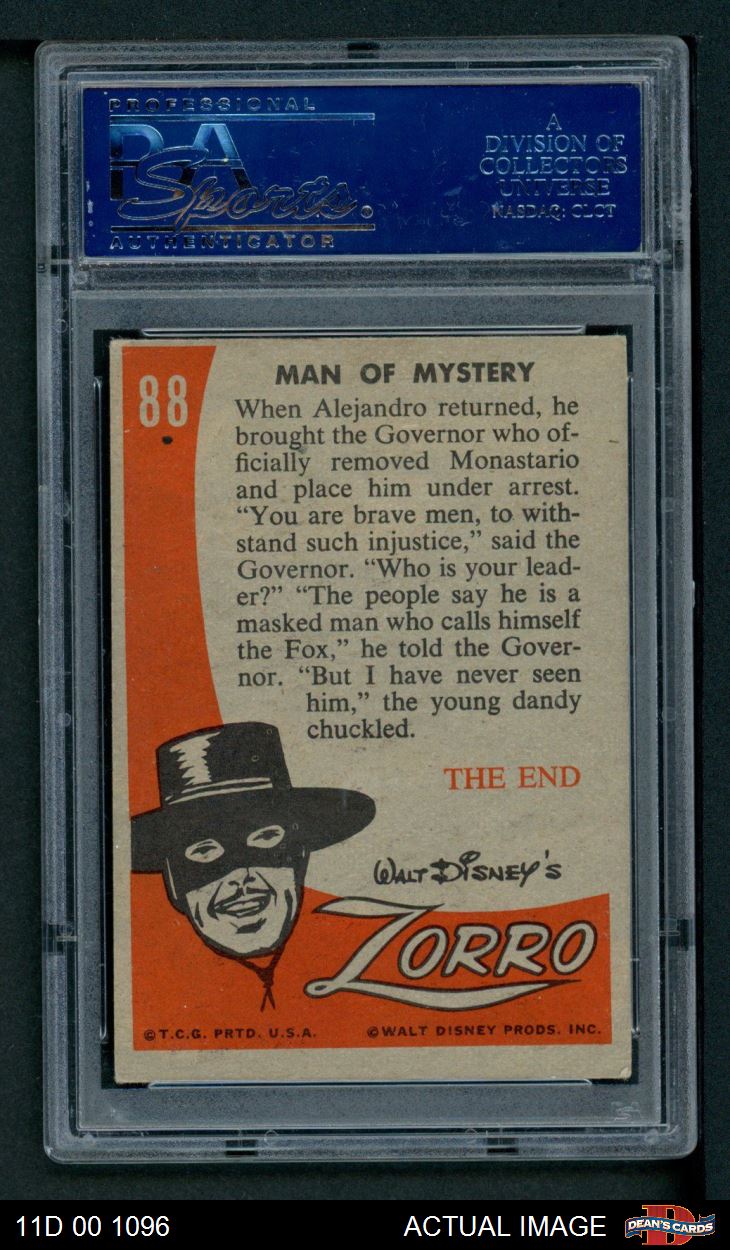 PROFESSIONAL
PSA
Sports.
AUTHENTICATOR
A
DIVISION OF
COLLECTORS
UNIVERSE
NASDAQ: CLCT
88
MAN OF MYSTERY
When Alejandro returned, he
brought the Governor who of-
ficially removed Monastario
and place him under arrest.
“You are brave men, to with-
stand such injustice,” said the
Governor. “Who is your lead-
er?” “The people say he is a
masked man who calls himself
the Fox,” he told the Gover-
nor. “But I have never seen
him,” the young dandy
chuckled.
THE END
WALT DISNEY'S
ZORRO
©T.C.G. PRTD. U.S.A.
©WALT DISNEY PRODS. INC.
11D 00 1096
ACTUAL IMAGE
DEAN'S CARDS